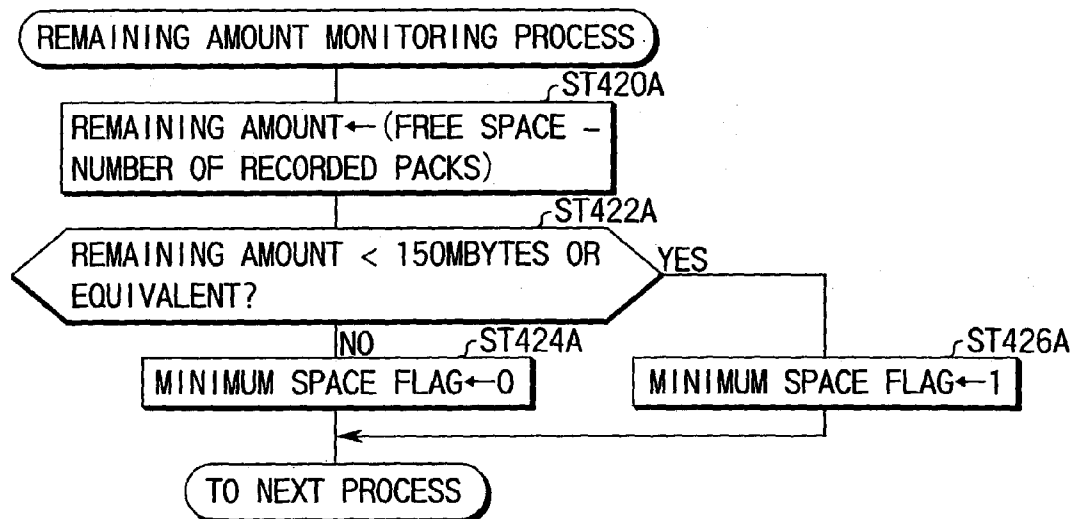 REMAINING AMOUNT MONITORING PROCESS
ST420A
REMAINING AMOUNT←(FREE SPACE –
NUMBER OF RECORDED PACKS)
ST422A
REMAINING AMOUNT < 150MBYTES OR
EQUIVALENT?
YES
NO
ST424A
MINIMUM SPACE FLAG←0
ST426A
MINIMUM SPACE FLAG←1
TO NEXT PROCESS